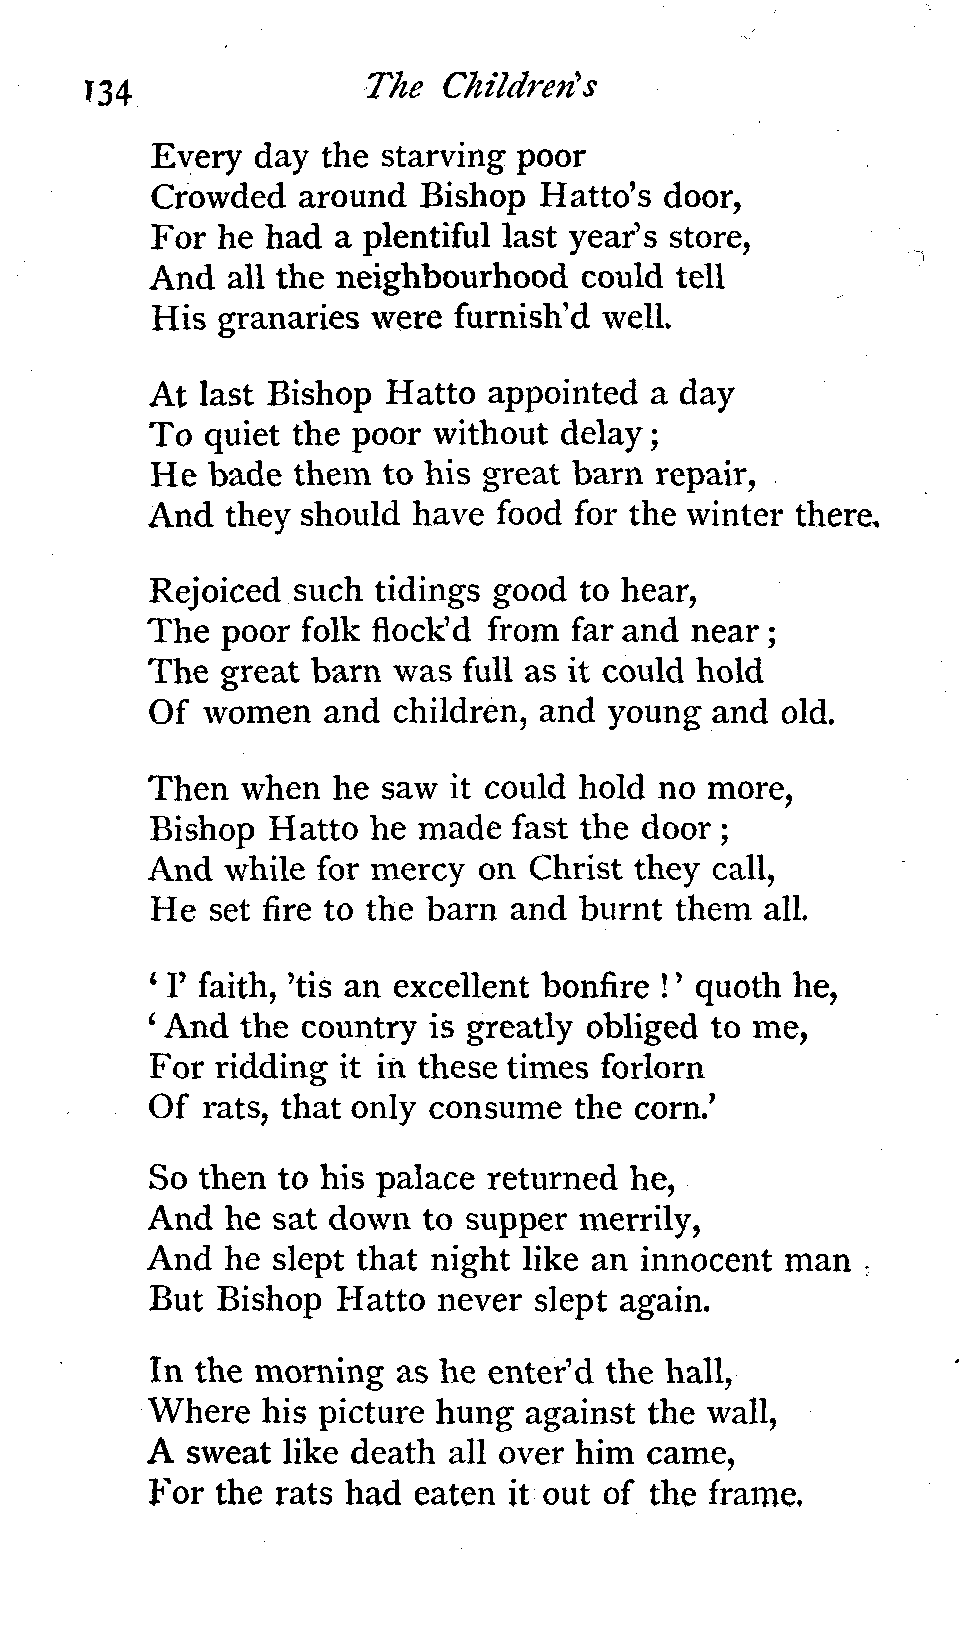 134 The Children's
Every day the starving poor
Crowded around Bishop Hatto's door,
For he had a plentiful last year's store,
And all the neighbourhood could tell
His granaries were furnish'd well.
At last Bishop Hatto appointed a day
To quiet the poor without delay ;
He bade them to his great barn repair,
And they should have food for the winter there.
Rejoiced such tidings good to hear,
The poor folk flock'd from far and near ;
The great barn was full as it could hold
Of women and children, and young and old.
Then when he saw it could hold no more,
Bishop Hatto he made fast the door ;
And while for mercy on Christ they call,
He set fire to the barn and burnt them all.
‘ I' faith, 'tis an excellent bonfire ! ’ quoth he,
‘ And the country is greatly obliged to me,
For ridding it in these times forlorn
Of rats, that only consume the corn.’
So then to his palace returned he,
And he sat down to supper merrily,
And he slept that night like an innocent man ;
But Bishop Hatto never slept again.
In the morning as he enter'd the hall,
Where his picture hung against the wall,
A sweat like death all over him came,
For the rats had eaten it out of the frame.